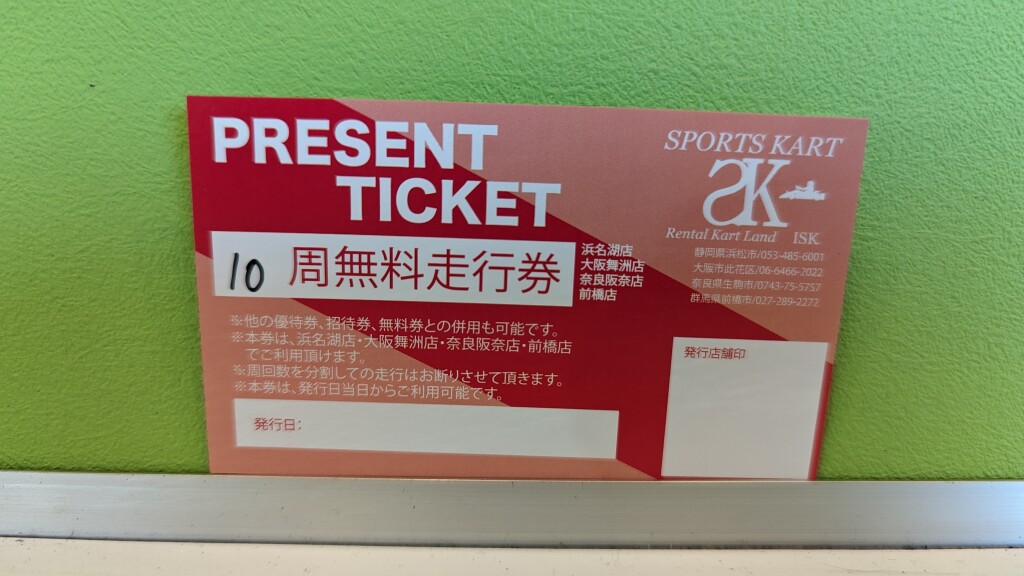 PRESENT
TICKET
10 周無料走行券
浜名湖店
大阪舞洲店
奈良阪奈店
前橋店
※他の優待券、招待券、無料券との併用も可能です。
※本券は、浜名湖店・大阪舞洲店・奈良阪奈店・前橋店
でご利用頂けます。
※周回数を分割しての走行はお断りさせて頂きます。
※本券は、発行日当日からご利用可能です。
発行日:
SPORTS KART
SK
Rental Kart Land ISK
静岡県浜松市/053-485-6001
大阪市此花区/06-6466-2022
奈良県生駒市/0743-75-5757
群馬県前橋市/027-289-2272
発行店舗印